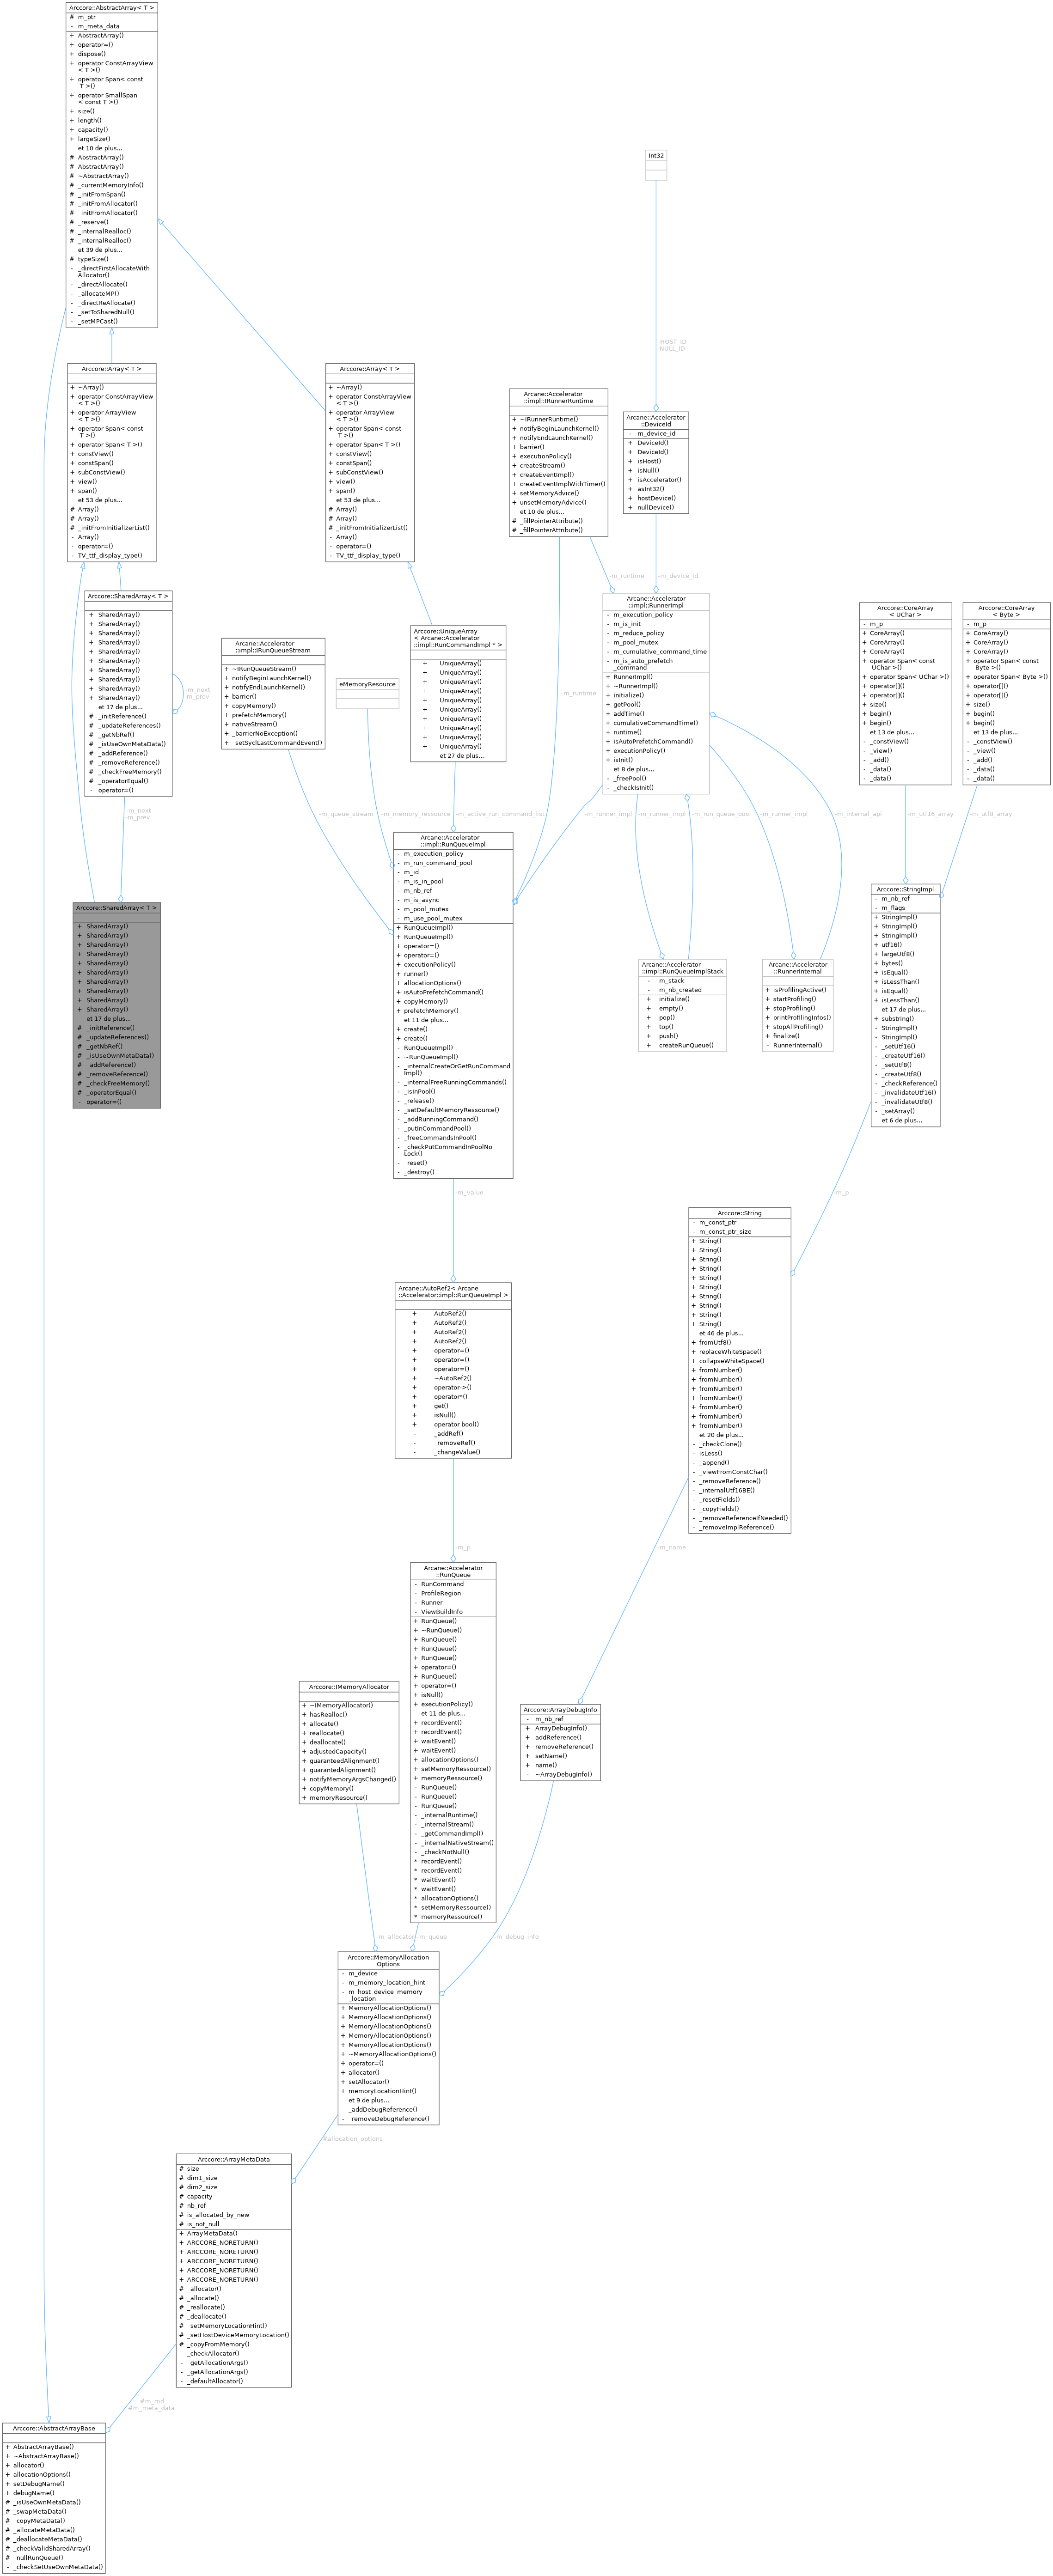 Arccore::AbstractArray< T >
# m_ptr
- m_meta_data
+ AbstractArray()
+ operator=()
+ dispose()
+ operator ConstArrayView
< T >()
+ operator Span< const
T >()
+ operator SmallSpan
< const T >()
+ size()
+ length()
+ capacity()
+ largeSize()
et 10 de plus...
# AbstractArray()
# AbstractArray()
# ~AbstractArray()
# _currentMemoryInfo()
# _initFromSpan()
# _initFromAllocator()
# _initFromAllocator()
# _reserve()
# _internalRealloc()
# _internalRealloc()
et 39 de plus...
# typeSize()
- _directFirstAllocateWith
Allocator()
- _directAllocate()
- _allocateMP()
- _directReAllocate()
- _setToSharedNull()
- _setMPCast()
Int32
-HOST_ID
-NULL_ID
Arccore::Array< T >
+ ~Array()
+ operator ConstArrayView
< T >()
+ operator ArrayView
< T >()
+ operator Span< const
T >()
+ operator Span< T >()
+ constView()
+ constSpan()
+ subConstView()
+ view()
+ span()
et 53 de plus...
# Array()
# Array()
# _initFromInitializerList()
- Array()
- operator=()
- TV_ttf_display_type()
Arccore::Array< T >
+ ~Array()
+ operator ConstArrayView
< T >()
+ operator ArrayView
< T >()
+ operator Span< const
T >()
+ operator Span< T >()
+ constView()
+ constSpan()
+ subConstView()
+ view()
+ span()
et 53 de plus...
# Array()
# Array()
# _initFromInitializerList()
- Array()
- operator=()
- TV_ttf_display_type()
Arcane::Accelerator
::impl::IRunnerRuntime
+ ~IRunnerRuntime()
+ notifyBeginLaunchKernel()
+ notifyEndLaunchKernel()
+ barrier()
+ executionPolicy()
+ createStream()
+ createEventImpl()
+ createEventImplWithTimer()
+ setMemoryAdvice()
+ unsetMemoryAdvice()
et 10 de plus...
# _fillPointerAttribute()
# _fillPointerAttribute()
Arcane::Accelerator
::DeviceId
- m_device_id
+ DeviceId()
+ DeviceId()
+ isHost()
+ isNull()
+ isAccelerator()
+ asInt32()
+ hostDevice()
+ nullDevice()
-m_runtime
-m_device_id
Arccore::SharedArray< T >
+ SharedArray()
+ SharedArray()
+ SharedArray()
+ SharedArray()
+ SharedArray()
+ SharedArray()
+ SharedArray()
+ SharedArray()
+ SharedArray()
+ SharedArray()
et 17 de plus...
# _initReference()
# _updateReferences()
# _getNbRef()
# _isUseOwnMetaData()
# _addReference()
# _removeReference()
# _checkFreeMemory()
# _operatorEqual()
- operator=()
-m_next
-m_prev
Arcane::Accelerator
::impl::IRunQueueStream
+ ~IRunQueueStream()
+ notifyBeginLaunchKernel()
+ notifyEndLaunchKernel()
+ barrier()
+ copyMemory()
+ prefetchMemory()
+ nativeStream()
+ _barrierNoException()
+ _setSyclLastCommandEvent()
eMemoryResource
Arccore::UniqueArray
< Arcane::Accelerator
::impl::RunCommandImpl * >
+ UniqueArray()
+ UniqueArray()
+ UniqueArray()
+ UniqueArray()
+ UniqueArray()
+ UniqueArray()
+ UniqueArray()
+ UniqueArray()
+ UniqueArray()
+ UniqueArray()
et 27 de plus...
-m_runtime
Arcane::Accelerator
::impl::RunnerImpl
- m_execution_policy
- m_is_init
- m_reduce_policy
- m_pool_mutex
- m_cumulative_command_time
- m_is_auto_prefetch
_command
+ RunnerImpl()
+ ~RunnerImpl()
+ initialize()
+ getPool()
+ addTime()
+ cumulativeCommandTime()
+ runtime()
+ isAutoPrefetchCommand()
+ executionPolicy()
+ isInit()
et 8 de plus...
- _freePool()
- _checkIsInit()
Arccore::CoreArray
< UChar >
- m_p
+ CoreArray()
+ CoreArray()
+ CoreArray()
+ operator Span< const
UChar >()
+ operator Span< UChar >()
+ operator[]()
+ operator[]()
+ size()
+ begin()
+ begin()
et 13 de plus...
- _constView()
- _view()
- _add()
- _data()
- _data()
Arccore::CoreArray
< Byte >
- m_p
+ CoreArray()
+ CoreArray()
+ CoreArray()
+ operator Span< const
Byte >()
+ operator Span< Byte >()
+ operator[]()
+ operator[]()
+ size()
+ begin()
+ begin()
et 13 de plus...
- _constView()
- _view()
- _add()
- _data()
- _data()
-m_next
-m_prev
-m_queue_stream
-m_memory_ressource
-m_active_run_command_list
-m_runner_impl
-m_runner_impl
-m_run_queue_pool
-m_runner_impl
-m_internal_api
-m_utf16_array
-m_utf8_array
Arccore::SharedArray< T >
+ SharedArray()
+ SharedArray()
+ SharedArray()
+ SharedArray()
+ SharedArray()
+ SharedArray()
+ SharedArray()
+ SharedArray()
+ SharedArray()
+ SharedArray()
et 17 de plus...
# _initReference()
# _updateReferences()
# _getNbRef()
# _isUseOwnMetaData()
# _addReference()
# _removeReference()
# _checkFreeMemory()
# _operatorEqual()
- operator=()
Arcane::Accelerator
::impl::RunQueueImpl
- m_execution_policy
- m_run_command_pool
- m_id
- m_is_in_pool
- m_nb_ref
- m_is_async
- m_pool_mutex
- m_use_pool_mutex
+ RunQueueImpl()
+ RunQueueImpl()
+ operator=()
+ operator=()
+ executionPolicy()
+ runner()
+ allocationOptions()
+ isAutoPrefetchCommand()
+ copyMemory()
+ prefetchMemory()
et 11 de plus...
+ create()
+ create()
- RunQueueImpl()
- ~RunQueueImpl()
- _internalCreateOrGetRunCommand
Impl()
- _internalFreeRunningCommands()
- _isInPool()
- _release()
- _setDefaultMemoryRessource()
- _addRunningCommand()
- _putInCommandPool()
- _freeCommandsInPool()
- _checkPutCommandInPoolNo
Lock()
- _reset()
- _destroy()
Arcane::Accelerator
::impl::RunQueueImplStack
- m_stack
- m_nb_created
+ initialize()
+ empty()
+ pop()
+ top()
+ push()
+ createRunQueue()
Arcane::Accelerator
::RunnerInternal
+ isProfilingActive()
+ startProfiling()
+ stopProfiling()
+ printProfilingInfos()
+ stopAllProfiling()
+ finalize()
- RunnerInternal()
Arccore::StringImpl
- m_nb_ref
- m_flags
+ StringImpl()
+ StringImpl()
+ StringImpl()
+ utf16()
+ largeUtf8()
+ bytes()
+ isEqual()
+ isLessThan()
+ isEqual()
+ isLessThan()
et 17 de plus...
+ substring()
- StringImpl()
- StringImpl()
- _setUtf16()
- _createUtf16()
- _setUtf8()
- _createUtf8()
- _checkReference()
- _invalidateUtf16()
- _invalidateUtf8()
- _setArray()
et 6 de plus...
-m_value
-m_p
Arccore::String
- m_const_ptr
- m_const_ptr_size
+ String()
+ String()
+ String()
+ String()
+ String()
+ String()
+ String()
+ String()
+ String()
+ String()
et 46 de plus...
+ fromUtf8()
+ replaceWhiteSpace()
+ collapseWhiteSpace()
+ fromNumber()
+ fromNumber()
+ fromNumber()
+ fromNumber()
+ fromNumber()
+ fromNumber()
+ fromNumber()
et 20 de plus...
- _checkClone()
- isLess()
- _append()
- _viewFromConstChar()
- _removeReference()
- _internalUtf16BE()
- _resetFields()
- _copyFields()
- _removeReferenceIfNeeded()
- _removeImplReference()
Arcane::AutoRef2< Arcane
::Accelerator::impl::RunQueueImpl >
+ AutoRef2()
+ AutoRef2()
+ AutoRef2()
+ AutoRef2()
+ operator=()
+ operator=()
+ operator=()
+ ~AutoRef2()
+ operator->()
+ operator*()
+ get()
+ isNull()
+ operator bool()
- _addRef()
- _removeRef()
- _changeValue()
-m_p
-m_name
Arcane::Accelerator
::RunQueue
- RunCommand
- ProfileRegion
- Runner
- ViewBuildInfo
+ RunQueue()
+ ~RunQueue()
+ RunQueue()
+ RunQueue()
+ RunQueue()
+ operator=()
+ RunQueue()
+ operator=()
+ isNull()
+ executionPolicy()
et 11 de plus...
+ recordEvent()
+ recordEvent()
+ waitEvent()
+ waitEvent()
+ allocationOptions()
+ setMemoryRessource()
+ memoryRessource()
- RunQueue()
- RunQueue()
- RunQueue()
- _internalRuntime()
- _internalStream()
- _getCommandImpl()
- _internalNativeStream()
- _checkNotNull()
* recordEvent()
* recordEvent()
* waitEvent()
* waitEvent()
* allocationOptions()
* setMemoryRessource()
* memoryRessource()
Arccore::IMemoryAllocator
+ ~IMemoryAllocator()
+ hasRealloc()
+ allocate()
+ reallocate()
+ deallocate()
+ adjustedCapacity()
+ guaranteedAlignment()
+ guarantedAlignment()
+ notifyMemoryArgsChanged()
+ copyMemory()
+ memoryResource()
Arccore::ArrayDebugInfo
- m_nb_ref
+ ArrayDebugInfo()
+ addReference()
+ removeReference()
+ setName()
+ name()
- ~ArrayDebugInfo()
-m_allocator
-m_queue
-m_debug_info
Arccore::MemoryAllocation
Options
- m_device
- m_memory_location_hint
- m_host_device_memory
_location
+ MemoryAllocationOptions()
+ MemoryAllocationOptions()
+ MemoryAllocationOptions()
+ MemoryAllocationOptions()
+ MemoryAllocationOptions()
+ ~MemoryAllocationOptions()
+ operator=()
+ allocator()
+ setAllocator()
+ memoryLocationHint()
et 9 de plus...
- _addDebugReference()
- _removeDebugReference()
#allocation_options
Arccore::ArrayMetaData
# size
# dim1_size
# dim2_size
# capacity
# nb_ref
# is_allocated_by_new
# is_not_null
+ ArrayMetaData()
+ ARCCORE_NORETURN()
+ ARCCORE_NORETURN()
+ ARCCORE_NORETURN()
+ ARCCORE_NORETURN()
+ ARCCORE_NORETURN()
# _allocator()
# _allocate()
# _reallocate()
# _deallocate()
# _setMemoryLocationHint()
# _setHostDeviceMemoryLocation()
# _copyFromMemory()
- _checkAllocator()
- _getAllocationArgs()
- _getAllocationArgs()
- _defaultAllocator()
#m_md
#m_meta_data
Arccore::AbstractArrayBase
+ AbstractArrayBase()
+ ~AbstractArrayBase()
+ allocator()
+ allocationOptions()
+ setDebugName()
+ debugName()
# _isUseOwnMetaData()
# _swapMetaData()
# _copyMetaData()
# _allocateMetaData()
# _deallocateMetaData()
# _checkValidSharedArray()
# _nullRunQueue()
- _checkSetUseOwnMetaData()